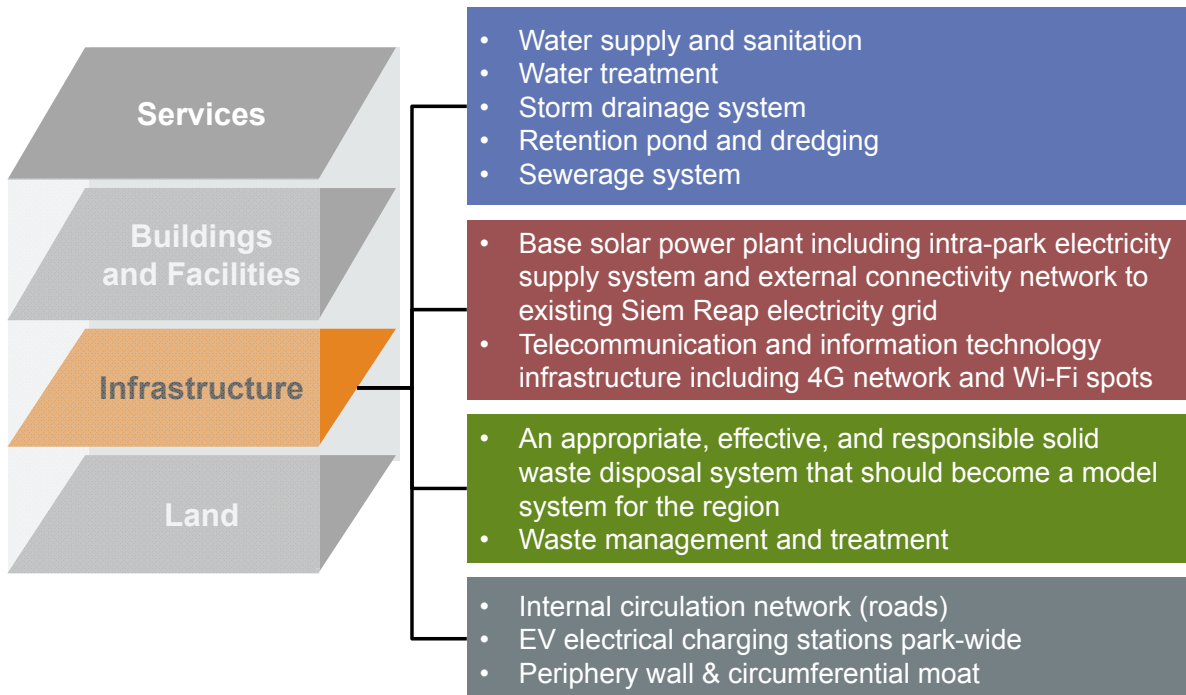 Services
Buildings
and Facilities
Infrastructure
Land
• Water supply and sanitation
• Water treatment
• Storm drainage system
• Retention pond and dredging
• Sewerage system
• Base solar power plant including intra-park electricity
supply system and external connectivity network to
existing Siem Reap electricity grid
• Telecommunication and information technology
infrastructure including 4G network and Wi-Fi spots
• An appropriate, effective, and responsible solid
waste disposal system that should become a model
system for the region
• Waste management and treatment
• Internal circulation network (roads)
• EV electrical charging stations park-wide
• Periphery wall & circumferential moat